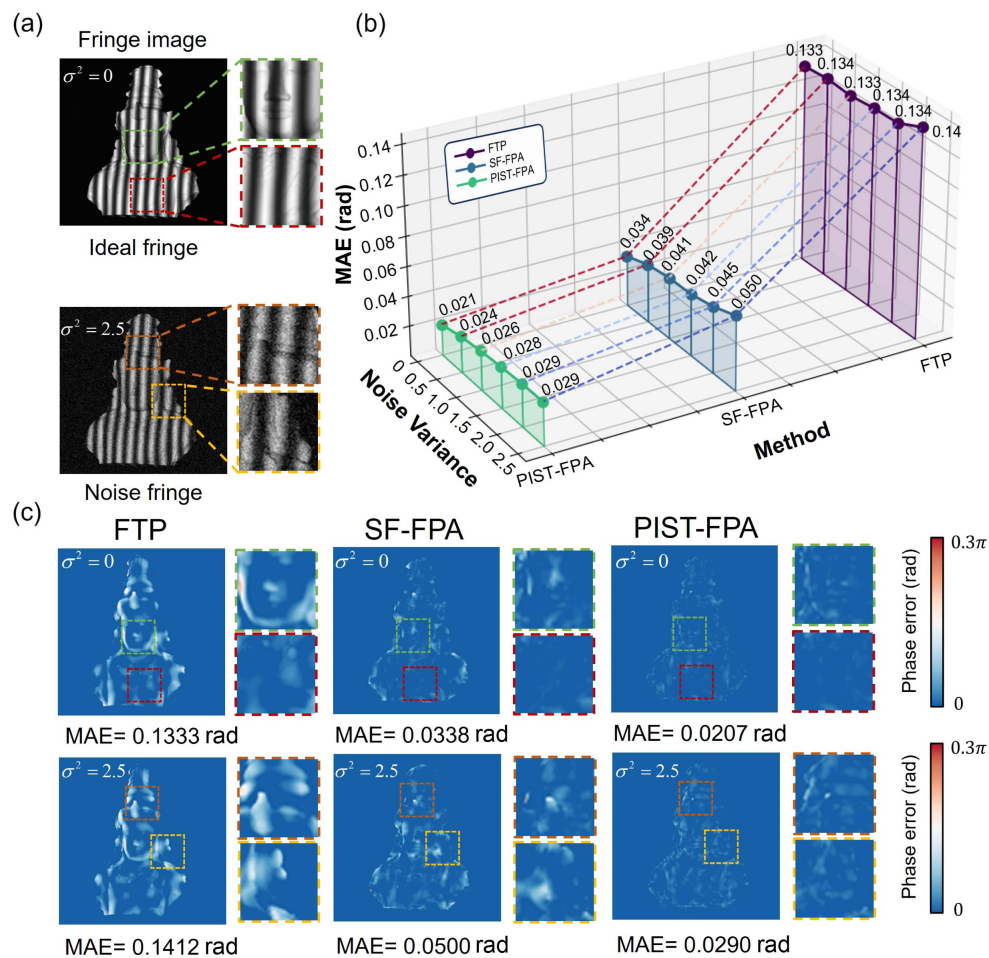 (a)
Fringe image
σ² = 0
Ideal fringe
σ² = 2.5
Noise fringe
(b)
MAE (rad)
0.14
0.12
0.10
0.08
0.06
0.04
0.02
FTP
SF-FPA
PIST-FPA
0.021
0.024
0.026
0.028
0.029
0.029
0.034
0.039
0.041
0.042
0.045
0.050
0.133
0.134
0.133
0.134
0.134
0.14
0
0.5
1.0
1.5
2.0
2.5
Noise Variance
PIST-FPA
SF-FPA
FTP
Method
(c)
FTP
SF-FPA
PIST-FPA
σ² = 0
σ² = 0
σ² = 0
0.3π
Phase error (rad)
0
MAE= 0.1333 rad
MAE= 0.0338 rad
MAE= 0.0207 rad
σ² = 2.5
σ² = 2.5
σ² = 2.5
0.3π
Phase error (rad)
0
MAE= 0.1412 rad
MAE= 0.0500 rad
MAE= 0.0290 rad